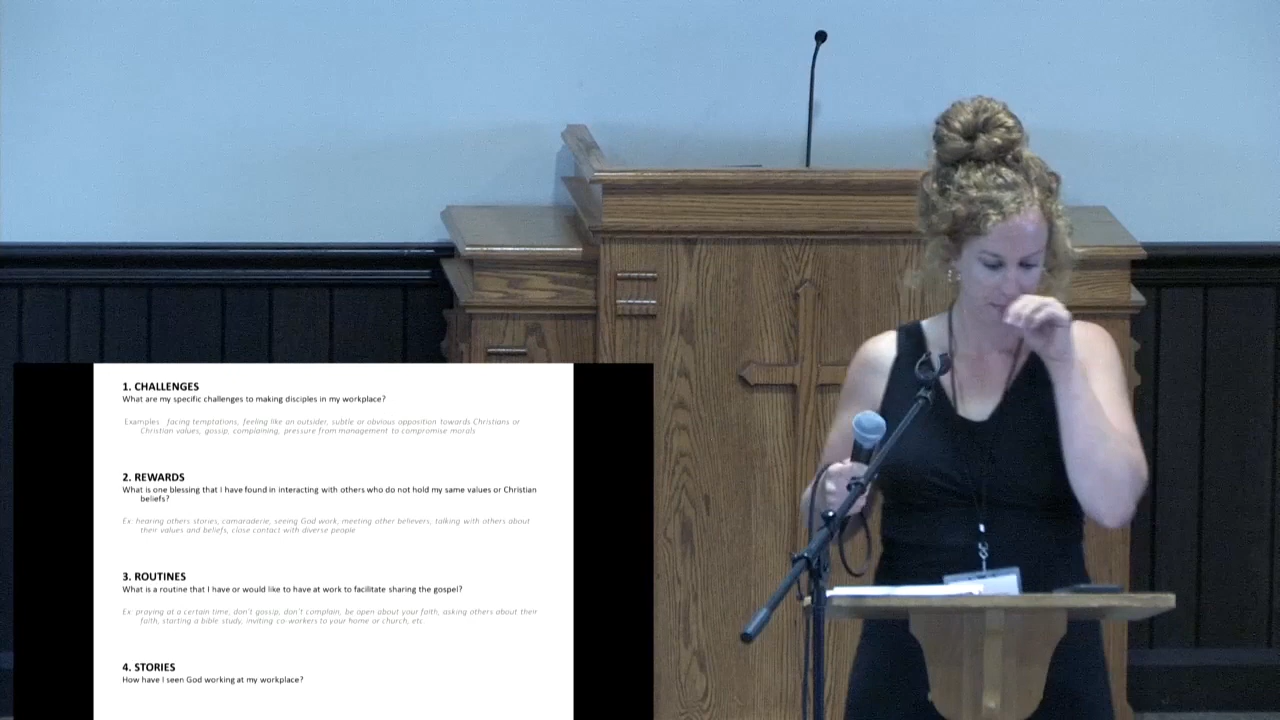 1. CHALLENGES
What are my specific challenges to making disciples in my workplace?
Examples: facing temptations, feeling like an outsider, subtle or obvious opposition towards Christians or
Christian values, gossip, complaining, pressure from management to compromise morals
2. REWARDS
What is one blessing that I have found in interacting with others who do not hold my same values or Christian
beliefs?
Ex: hearing others stories, camaraderie, seeing God work, meeting other believers, talking with others about
their values and beliefs, close contact with diverse people
3. ROUTINES
What is a routine that I have or would like to have at work to facilitate sharing the gospel?
Ex: praying at a certain time, don't gossip, don't complain, be open about your faith, asking others about their
faith, starting a bible study, inviting co-workers to your home or church, etc.
4. STORIES
How have I seen God working at my workplace?